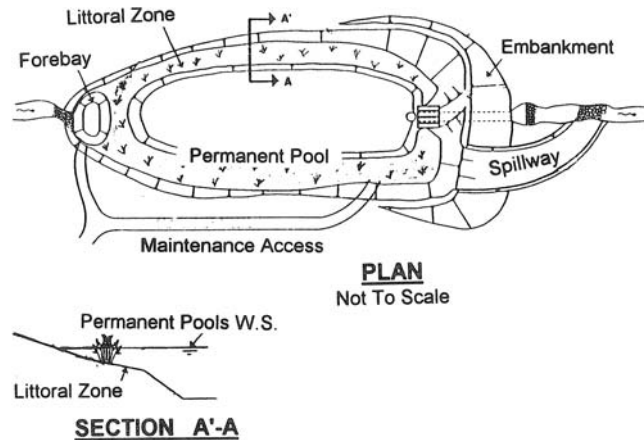 Littoral Zone
A'
Embankment
Forebay
A
Permanent Pool
Spillway
Maintenance Access
PLAN
Not To Scale
Permanent Pools W.S.
Littoral Zone
SECTION A'-A